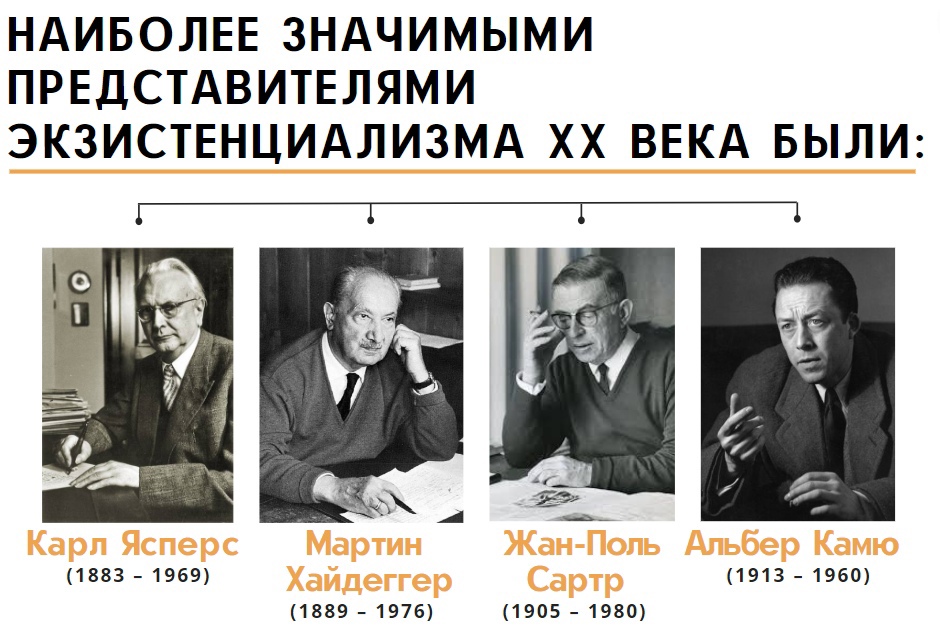 НАИБОЛЕЕ ЗНАЧИМЫМИ
ПРЕДСТАВИТЕЛЯМИ
ЭКЗИСТЕНЦИАЛИЗМА XX ВЕКА БЫЛИ:
Карл Ясперс
(1883 – 1969)
Мартин
Хайдеггер
(1889 – 1976)
Жан-Поль
Сартр
(1905 – 1980)
Альбер Камю
(1913 – 1960)